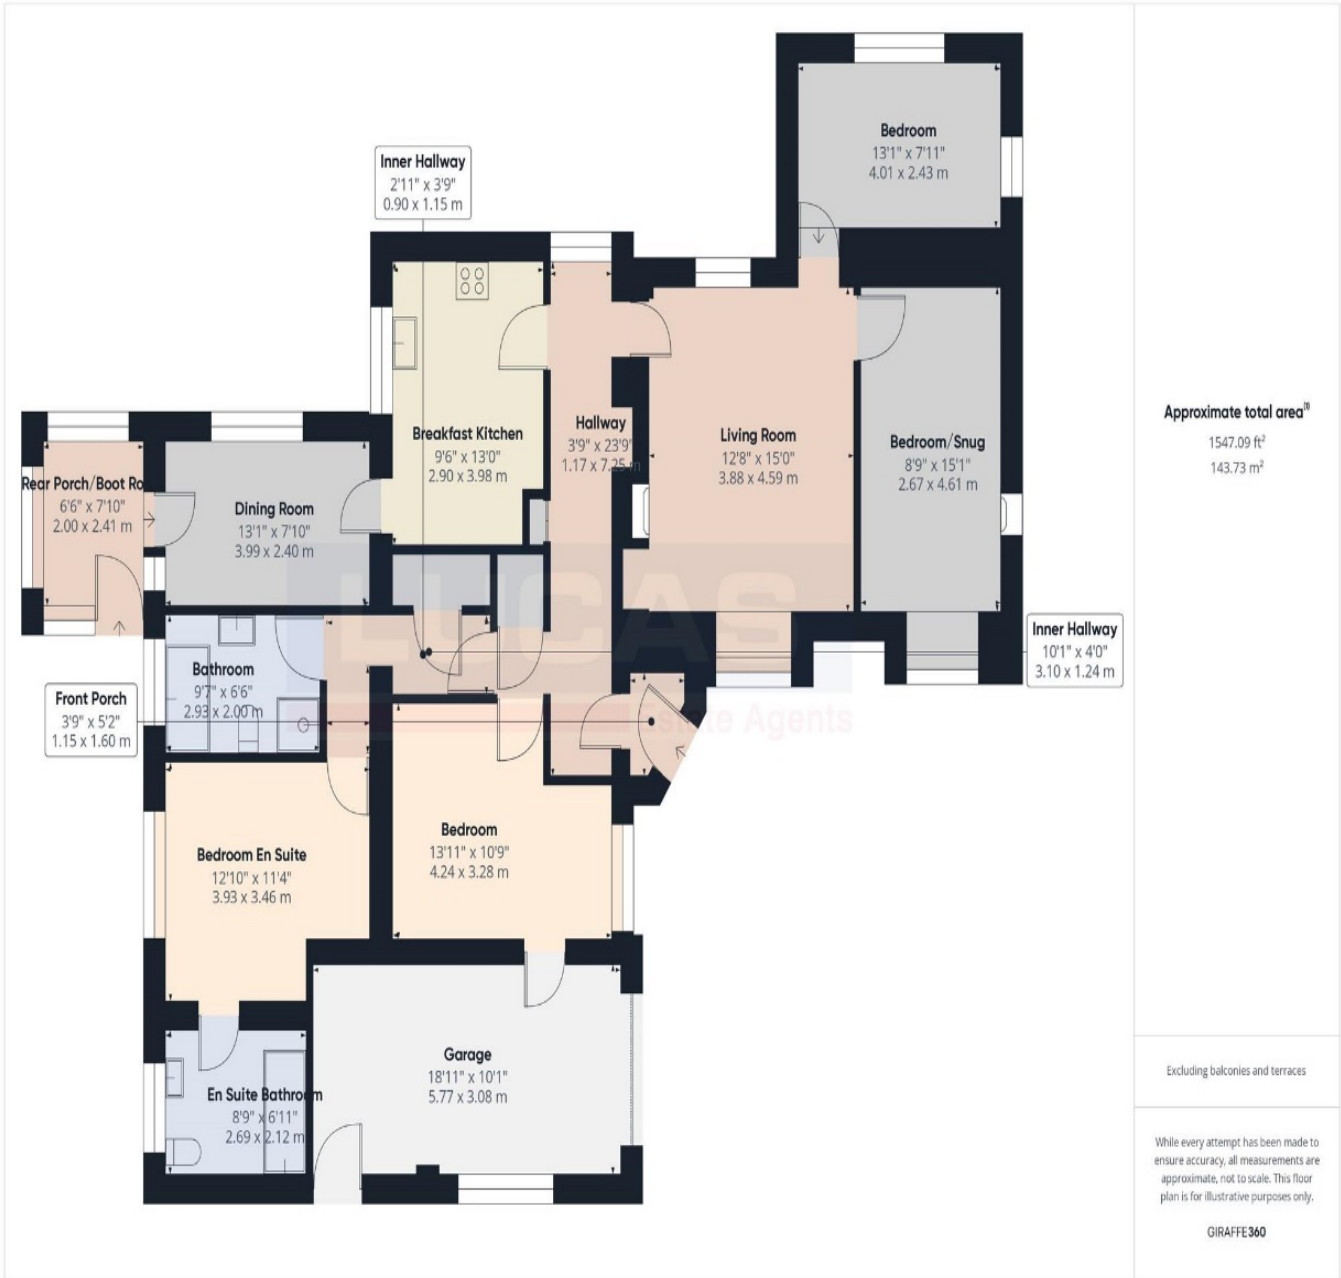 Bedroom
13'1" x 7'11"
4.01 x 2.43 m
Inner Hallway
2'11" x 3'9"
0.90 x 1.15 m
Breakfast Kitchen
9'6" x 13'0"
2.90 x 3.98 m
Hallway
3'9" x 23'9"
1.17 x 7.25 m
Living Room
12'8" x 15'0"
3.88 x 4.59 m
Bedroom/Snug
8'9" x 15'1"
2.67 x 4.61 m
Rear Porch/Boot Ro
6'6" x 7'10"
2.00 x 2.41 m
Dining Room
13'1" x 7'10"
3.99 x 2.40 m
LUCAS
Estate Agents
Inner Hallway
10'1" x 4'0"
3.10 x 1.24 m
Bathroom
9'7" x 6'6"
2.93 x 2.00 m
Front Porch
3'9" x 5'2"
1.15 x 1.60 m
Bedroom En Suite
12'10" x 11'4"
3.93 x 3.46 m
Bedroom
13'11" x 10'9"
4.24 x 3.28 m
Garage
18'11" x 10'1"
5.77 x 3.08 m
En Suite Bathroom
8'9" x 6'11"
2.69 x 2.12 m
Approximate total area⁽¹⁾
1547.09 ft²
143.73 m²
Excluding balconies and terraces
While every attempt has been made to
ensure accuracy, all measurements are
approximate, not to scale. This floor
plan is for illustrative purposes only.
GIRAFFE360